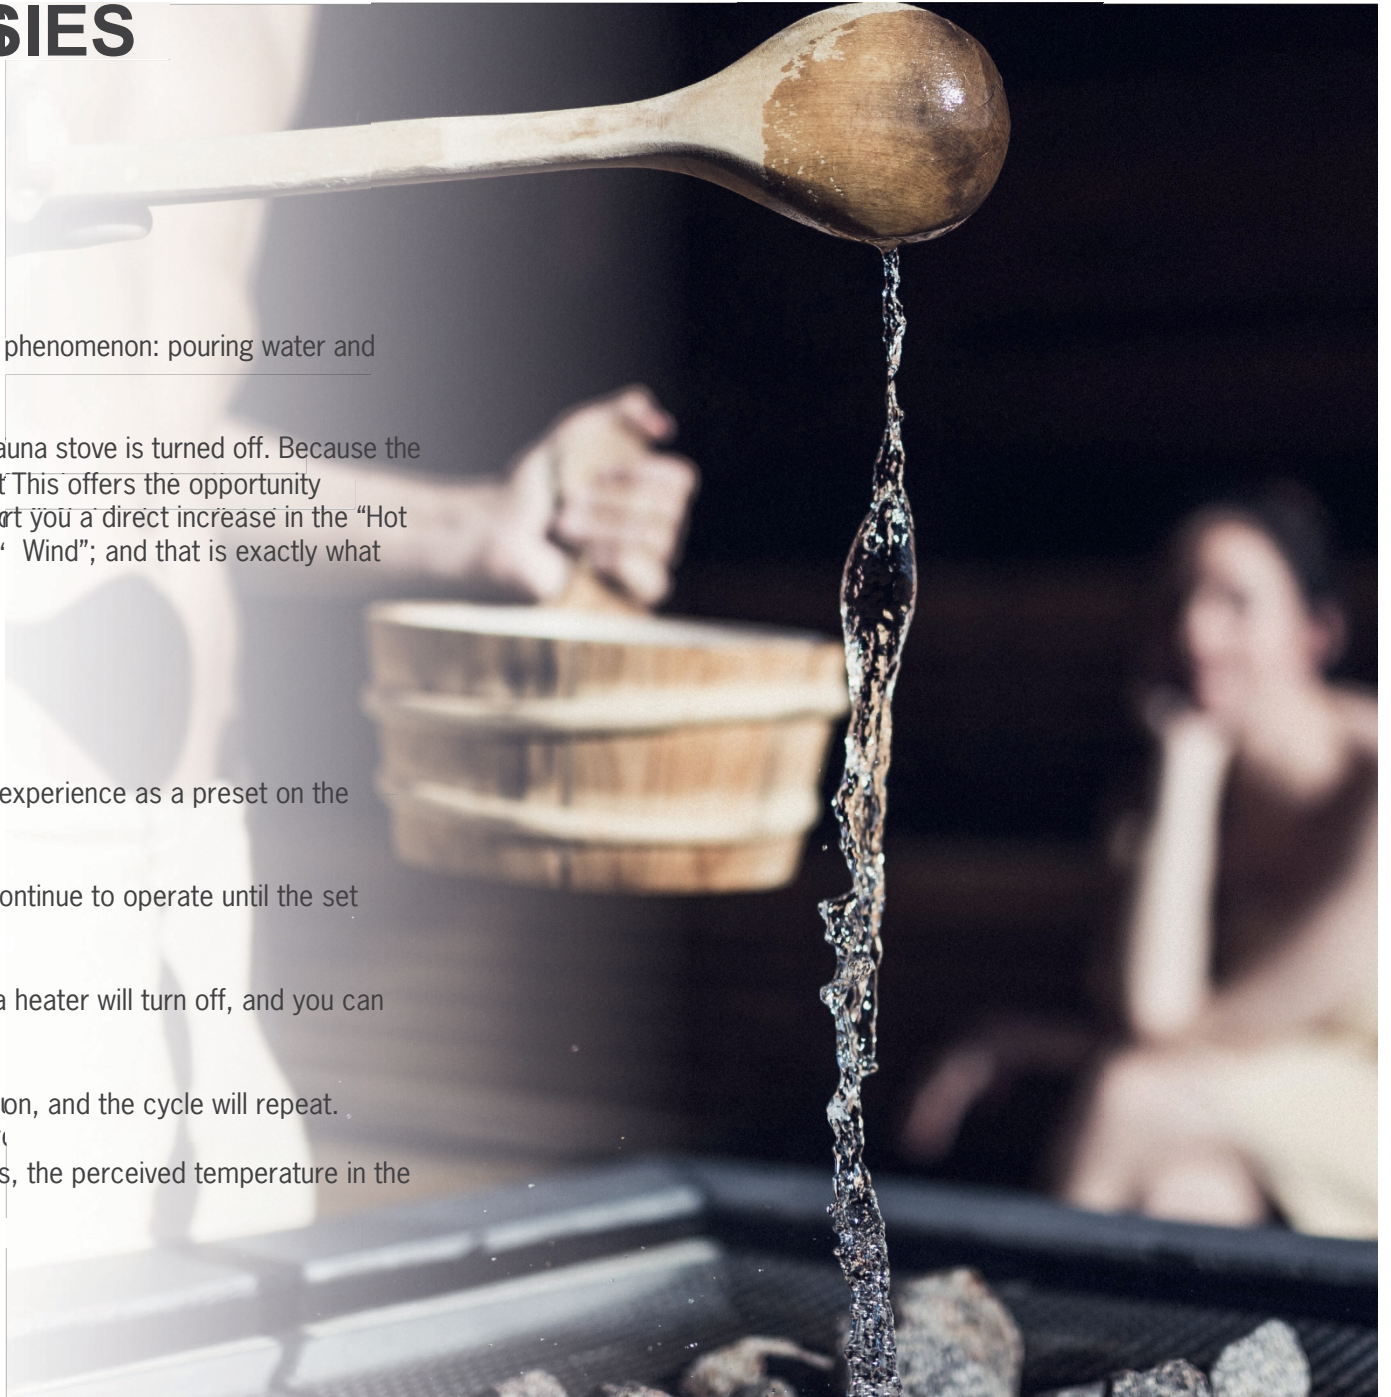 SIES
phenomenon: pouring water and
auna stove is turned off. Because the
t This offers the opportunity
rt you a direct increase in the “Hot
‘ Wind”; and that is exactly what
experience as a preset on the
ontinue to operate until the set
a heater will turn off, and you can
on, and the cycle will repeat.
s, the perceived temperature in the